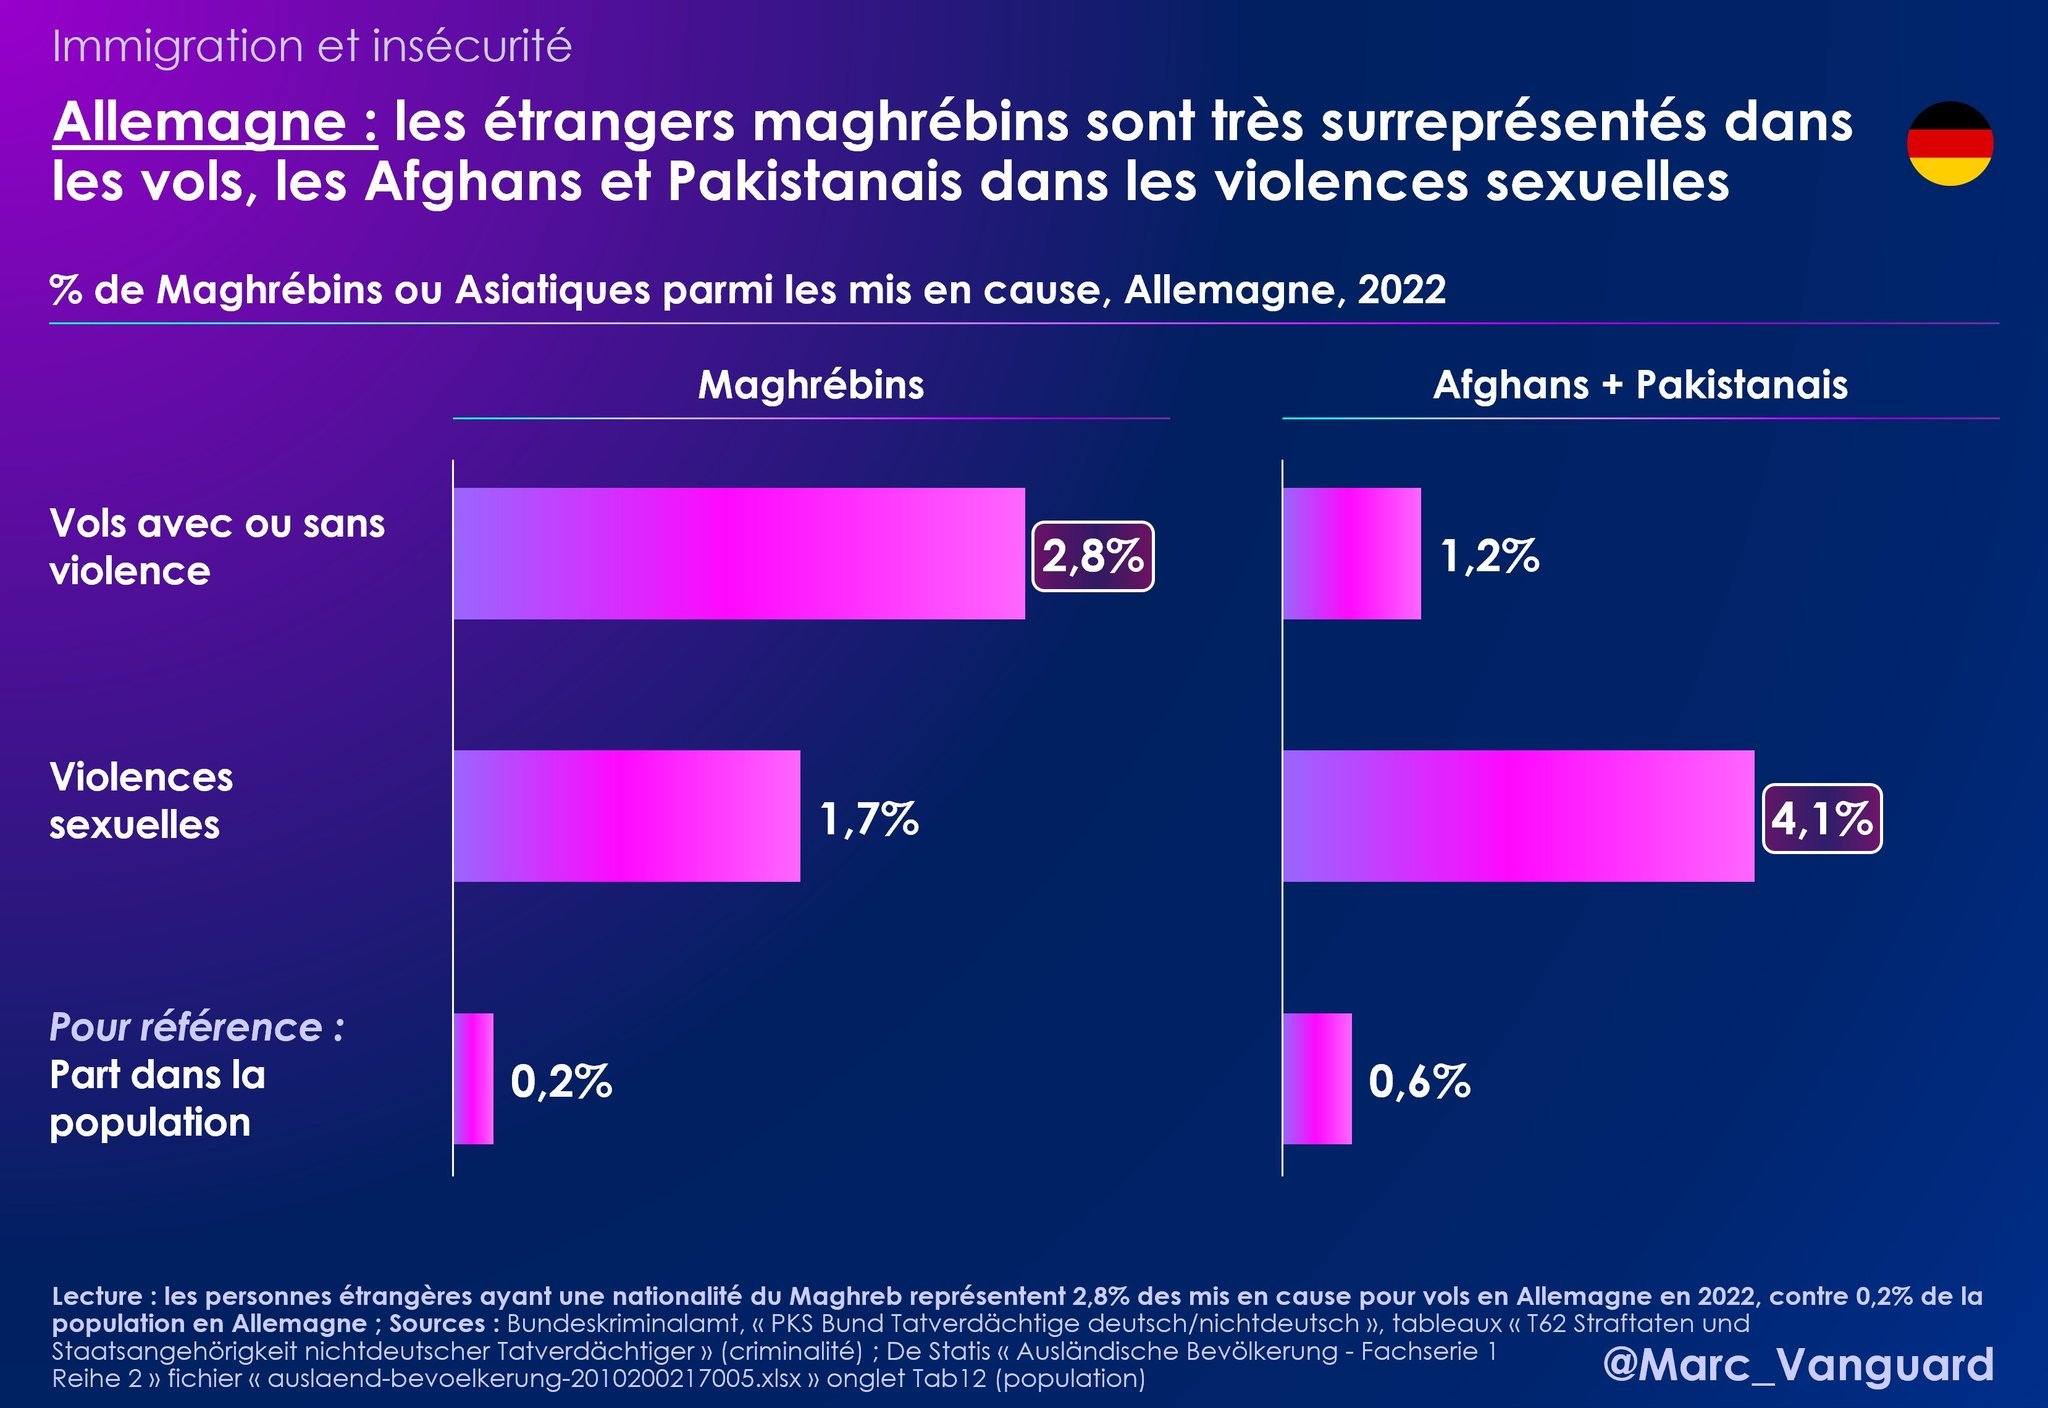 Immigration et insécurité
Allemagne : les étrangers maghrébins sont très surreprésentés dans
les vols, les Afghans et Pakistanais dans les violences sexuelles
% de Maghrébins ou Asiatiques parmi les mis en cause, Allemagne, 2022
Maghrébins
Afghans + Pakistanais
Vols avec ou sans
violence
2,8%
1,2%
Violences
sexuelles
1,7%
4,1%
Pour référence :
Part dans la
population
0,2%
0,6%
Lecture : les personnes étrangères ayant une nationalité du Maghreb représentent 2,8% des mis en cause pour vols en Allemagne en 2022, contre 0,2% de la
population en Allemagne ; Sources : Bundeskriminalamt, « PKS Bund Tatverdächtige deutsch/nichtdeutsch », tableaux « T62 Straftaten und
Staatsangehörigkeit nichtdeutscher Tatverdächtiger » (criminalité) ; De Statis « Ausländische Bevölkerung - Fachserie 1
Reihe 2 » fichier « auslaend-bevoelkerung-2010200217005.xlsx » onglet Tab12 (population)
@Marc_Vanguard